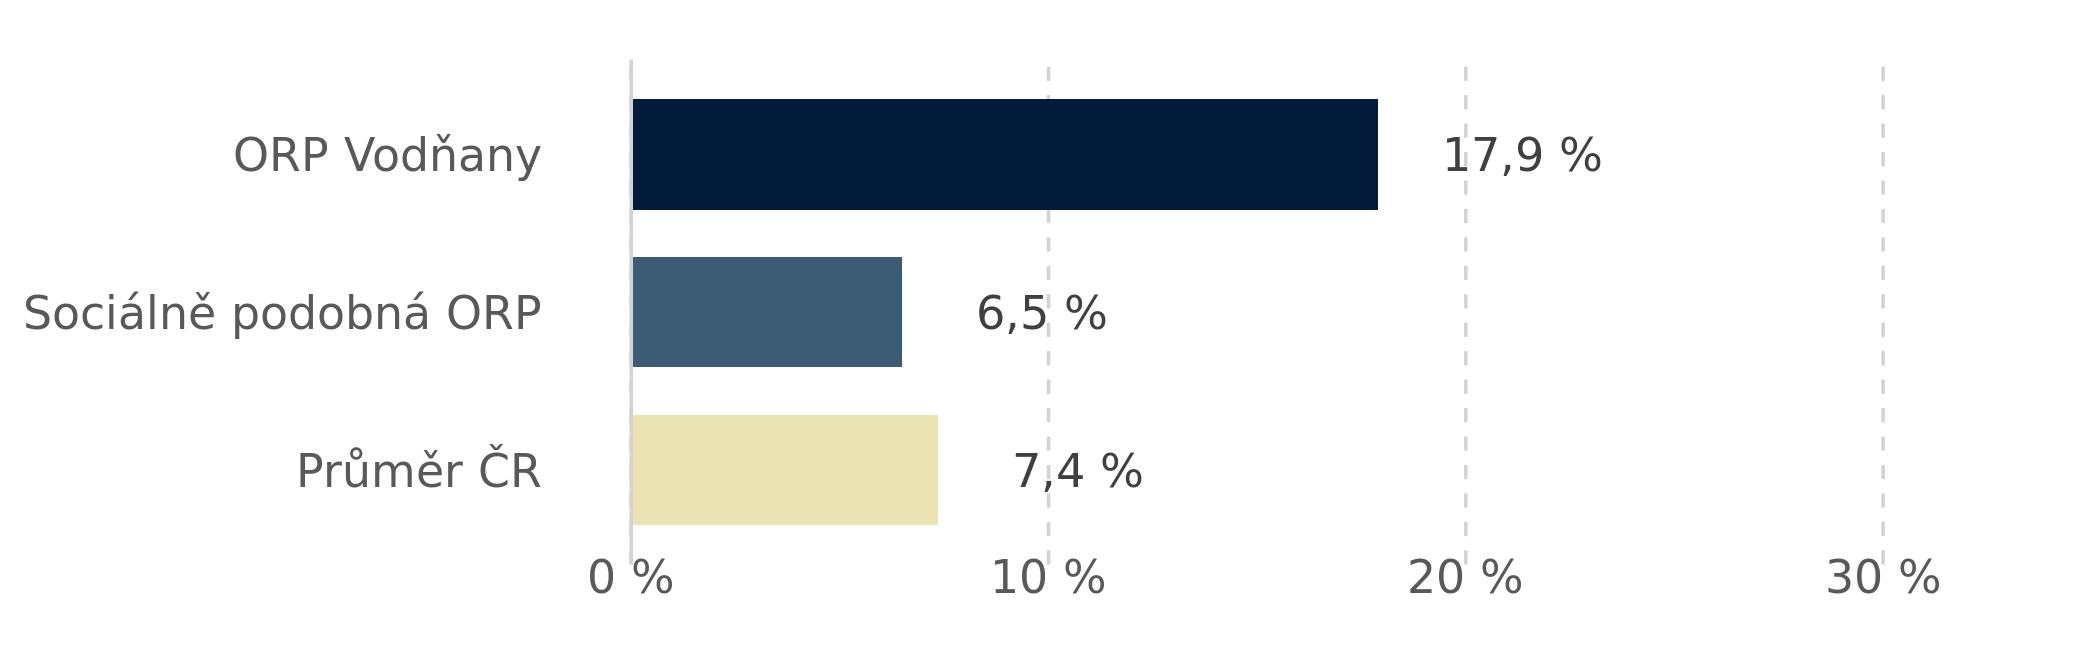 ORP Vodňany 17,9 %
Sociálně podobná ORP 6,5 %
Průměr ČR 7,4 %
0 % 10 % 20 % 30 %